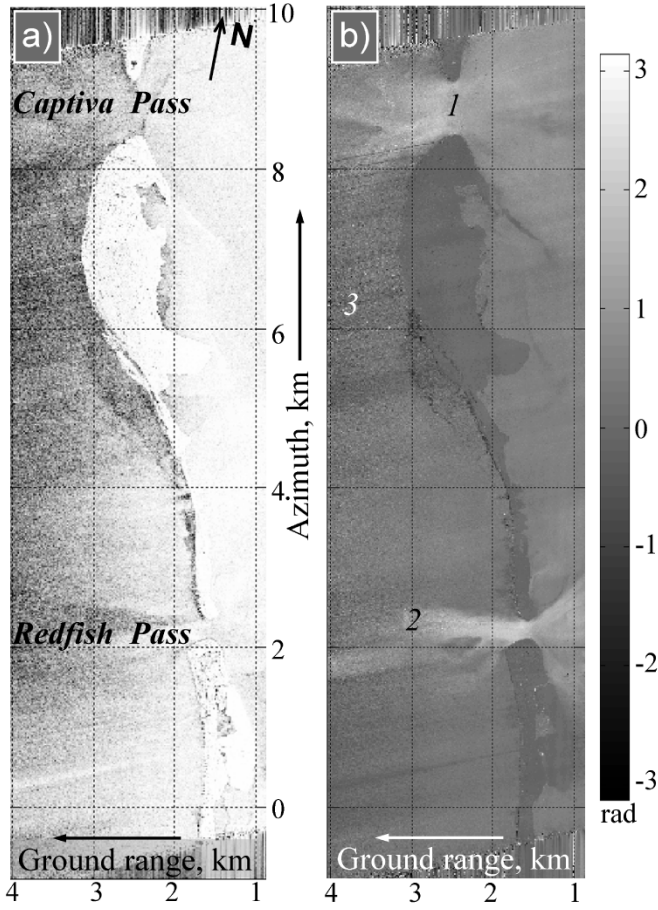 a)
N
10
Captiva Pass
8
6
Azimuth, km
4
Redfish Pass
2
0
Ground range, km
4 3 2 1
b)
1
3
2
Ground range, km
4 3 2 1
3
2
1
0
-1
-2
-3
rad